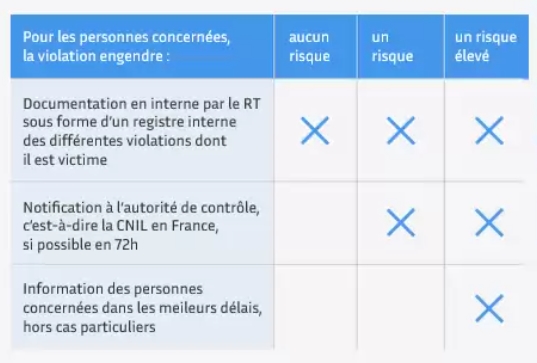 Pour les personnes concernées,
la violation engendre :
aucun
risque
un
risque
un risque
élevé
Documentation en interne par le RT
sous forme d'un registre interne
des différentes violations dont
il est victime
Notification à l'autorité de contrôle,
c'est-à-dire la CNIL en France,
si possible en 72h
Information des personnes
concernées dans les meileurs délais,
hors cas particuliers